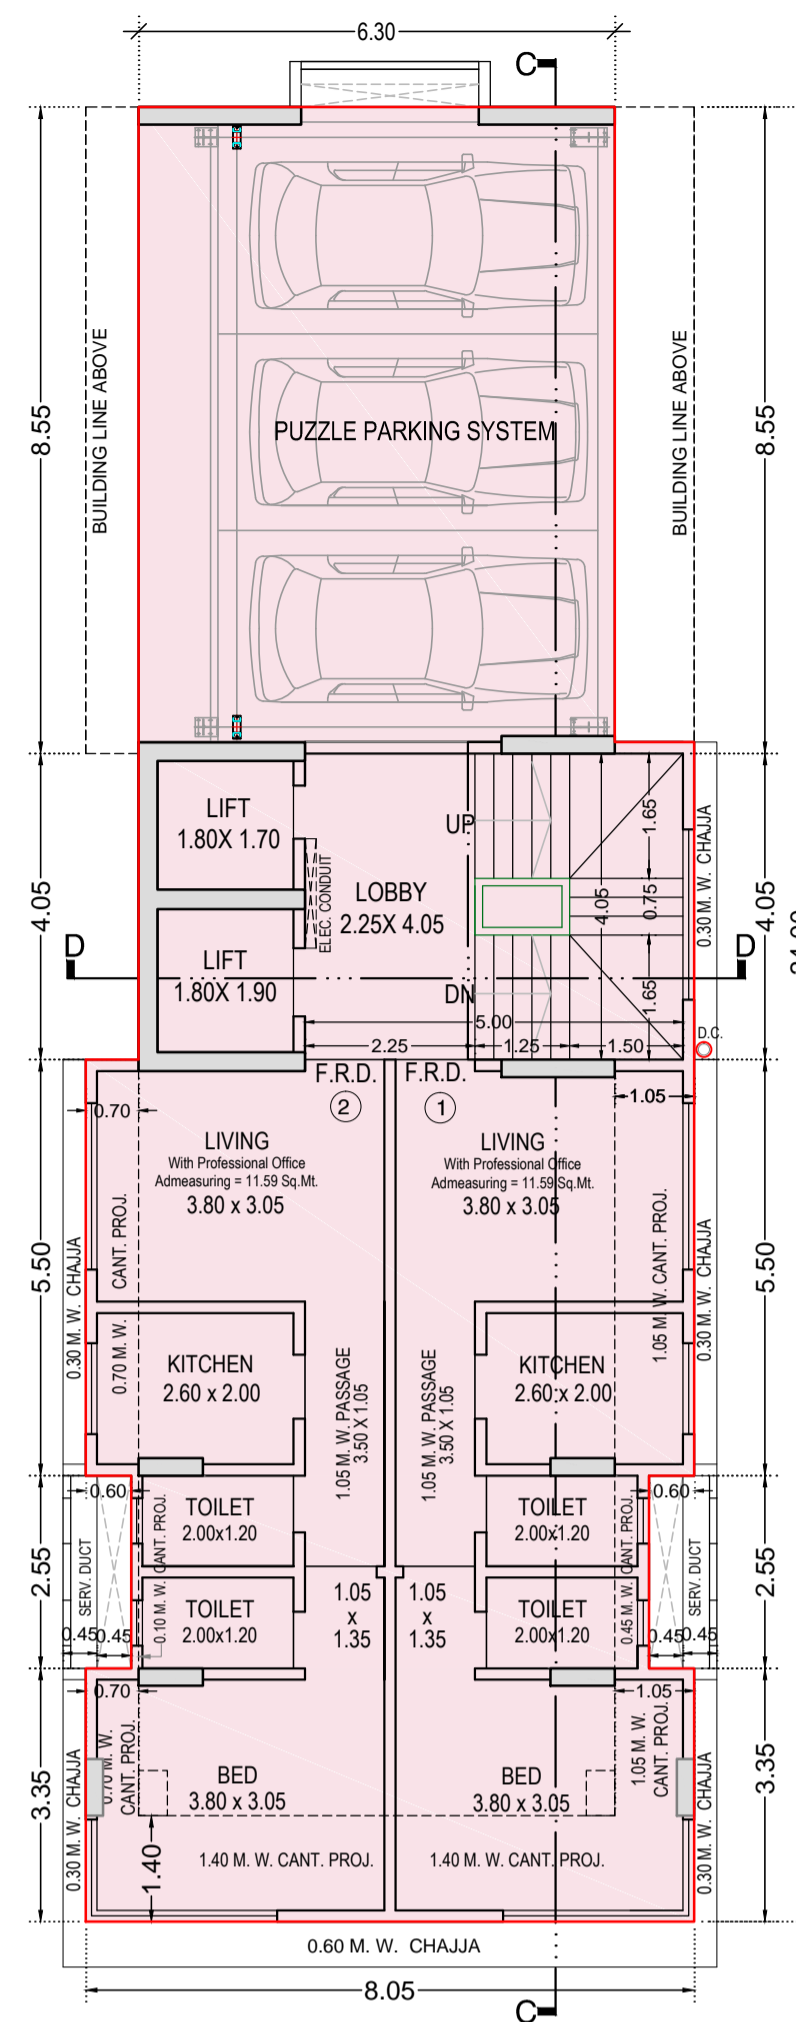 6.30
C
BUILDING LINE ABOVE
BUILDING LINE ABOVE
8.55
8.55
PUZZLE PARKING SYSTEM
LIFT
1.80X 1.70
UP
1.65
0.30 M. W. CHAJJA
ELEC. CONDUIT
LOBBY
2.25X 4.05
4.05
0.75
4.05
4.05
D
D
LIFT
1.80X 1.90
DN
1.65
5.00
2.25
1.25
1.50
D.C.
F.R.D.
F.R.D.
2
1
0.70
1.05
LIVING
With Professional Office
Admeasuring = 11.59 Sq.Mt.
3.80 x 3.05
LIVING
With Professional Office
Admeasuring = 11.59 Sq.Mt.
3.80 x 3.05
5.50
5.50
0.30 M. W. CHAJJA
0.70 M. W. CANT. PROJ.
1.05 M. W. CANT. PROJ.
0.30 M. W. CHAJJA
KITCHEN
2.60 x 2.00
KITCHEN
2.60 x 2.00
1.05 M. W. PASSAGE
3.50 X 1.05
1.05 M. W. PASSAGE
3.50 X 1.05
0.60
0.60
TOILET
2.00x1.20
TOILET
2.00x1.20
2.55
2.55
SERV. DUCT
SERV. DUCT
0.10 M. W. CANT. PROJ.
0.45 M. W. CANT. PROJ.
TOILET
2.00x1.20
TOILET
2.00x1.20
1.05
x
1.35
1.05
x
1.35
0.45
0.45
0.45
0.45
0.70
1.05
0.70 M. W.
CANT. PROJ.
1.05 M. W.
CANT. PROJ.
BED
3.80 x 3.05
BED
3.80 x 3.05
3.35
3.35
0.30 M. W. CHAJJA
0.30 M. W. CHAJJA
1.40
1.40 M. W. CANT. PROJ.
1.40 M. W. CANT. PROJ.
0.60 M. W. CHAJJA
8.05
C